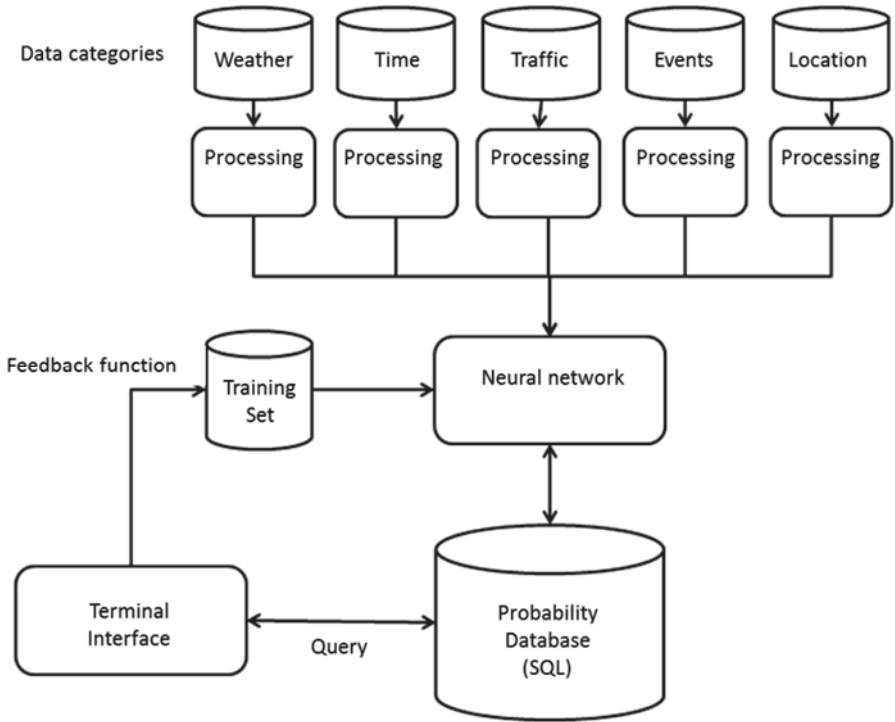 Data categories
Weather
Time
Traffic
Events
Location
Processing
Processing
Processing
Processing
Processing
Feedback function
Training
Set
Neural network
Terminal
Interface
Query
Probability
Database
(SQL)